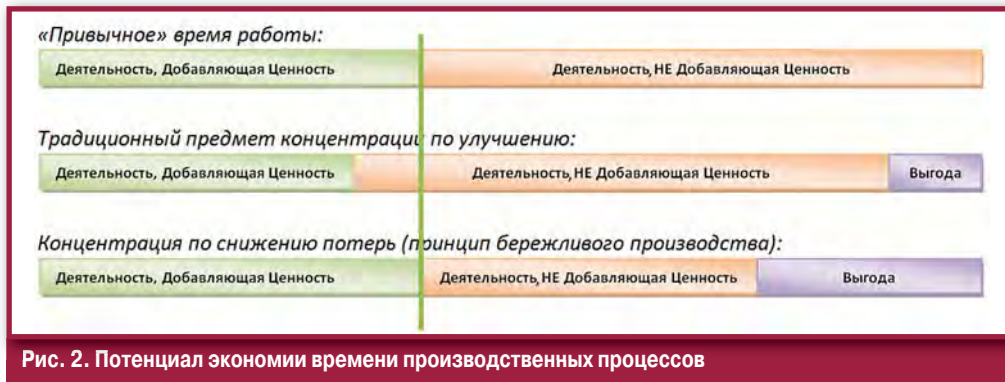 «Привычное» время работы:
Деятельность, Добавляющая Ценность
Деятельность, НЕ Добавляющая Ценность
Традиционный предмет концентрации по улучшению:
Деятельность, Добавляющая Ценность
Деятельность, НЕ Добавляющая Ценность
Выгода
Концентрация по снижению потерь (принцип бережливого производства):
Деятельность, Добавляющая Ценность
Деятельность, НЕ Добавляющая Ценность
Выгода
Рис. 2. Потенциал экономии времени производственных процессов